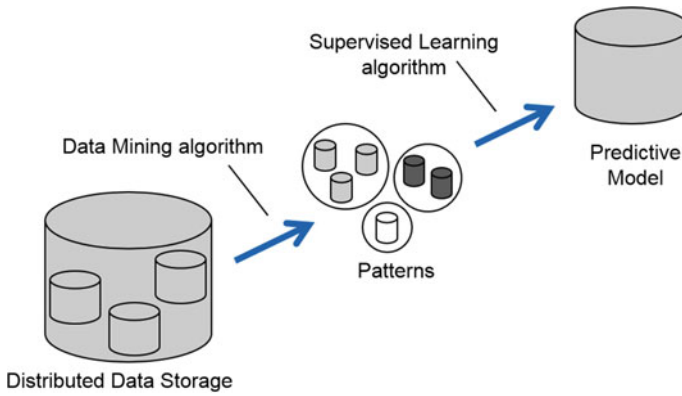 Supervised Learning
algorithm
Data Mining algorithm
Predictive
Model
Patterns
Distributed Data Storage